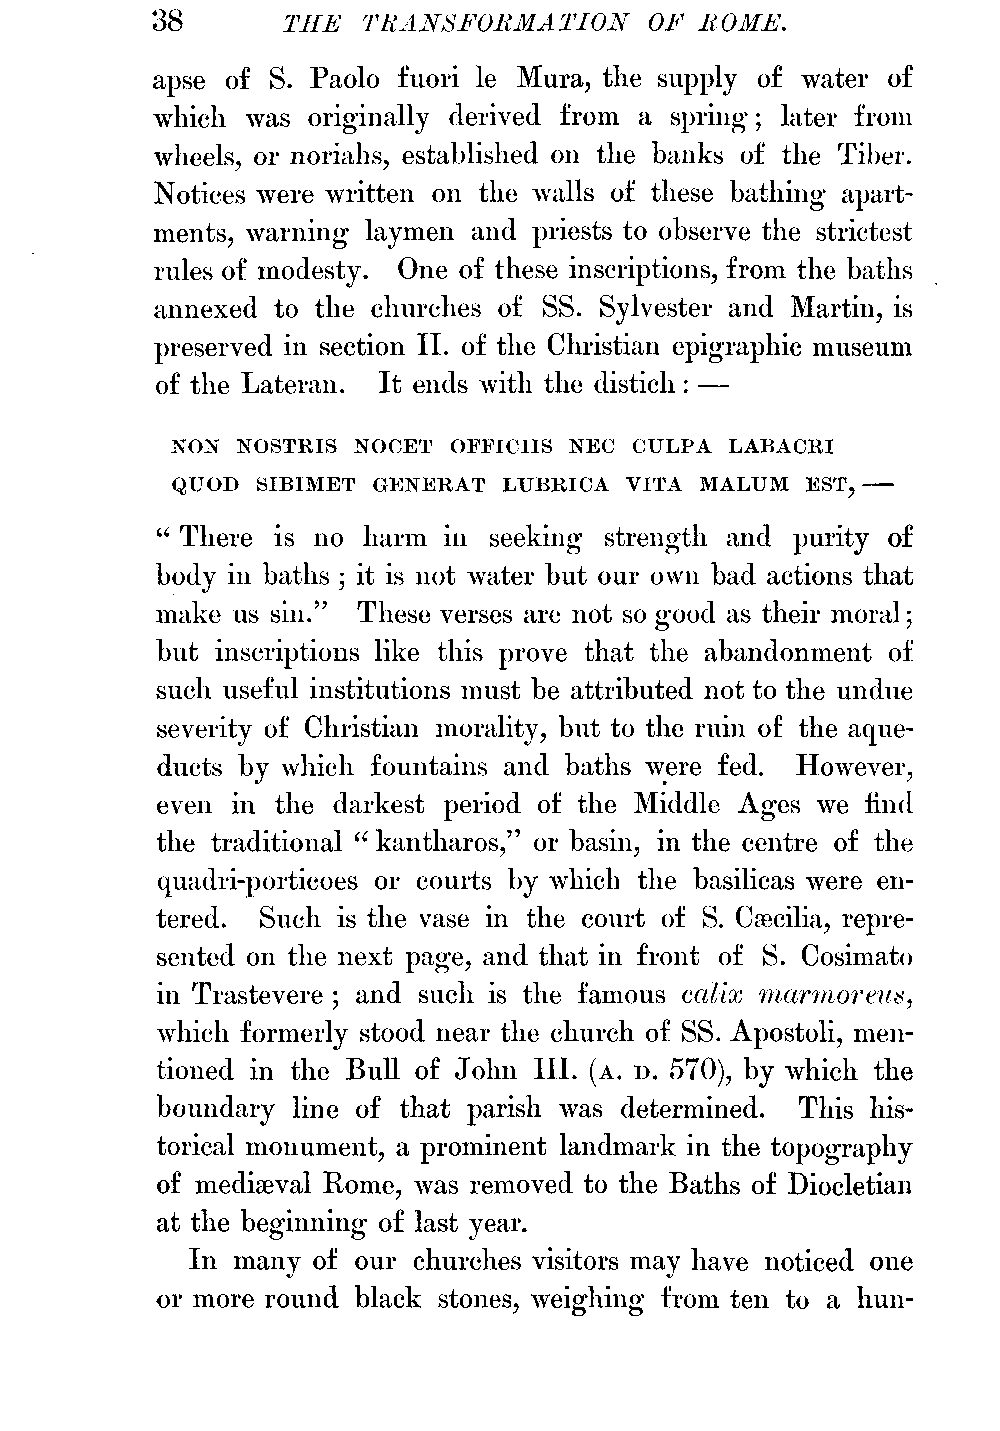 38 THE TRANSFORMATION OF ROME.
apse of S. Paolo fuori le Mura, the supply of water of
which was originally derived from a spring; later from
wheels, or noriahs, established on the banks of the Tiber.
Notices were written on the walls of these bathing apart-
ments, warning laymen and priests to observe the strictest
rules of modesty. One of these inscriptions, from the baths
annexed to the churches of SS. Sylvester and Martin, is
preserved in section II. of the Christian epigraphic museum
of the Lateran. It ends with the distich: —
NON NOSTRIS NOCET OFFICIIS NEC CULPA LABACRI
QUOD SIBIMET GENERAT LUBRICA VITA MALUM EST, —
“There is no harm in seeking strength and purity of
body in baths; it is not water but our own bad actions that
make us sin.” These verses are not so good as their moral;
but inscriptions like this prove that the abandonment of
such useful institutions must be attributed not to the undue
severity of Christian morality, but to the ruin of the aque-
ducts by which fountains and baths were fed. However,
even in the darkest period of the Middle Ages we find
the traditional “kantharos,” or basin, in the centre of the
quadri-porticoes or courts by which the basilicas were en-
tered. Such is the vase in the court of S. Cæcilia, repre-
sented on the next page, and that in front of S. Cosimato
in Trastevere; and such is the famous calix marmoreus,
which formerly stood near the church of SS. Apostoli, men-
tioned in the Bull of John III. (A. D. 570), by which the
boundary line of that parish was determined. This his-
torical monument, a prominent landmark in the topography
of mediæval Rome, was removed to the Baths of Diocletian
at the beginning of last year.
In many of our churches visitors may have noticed one
or more round black stones, weighing from ten to a hun-